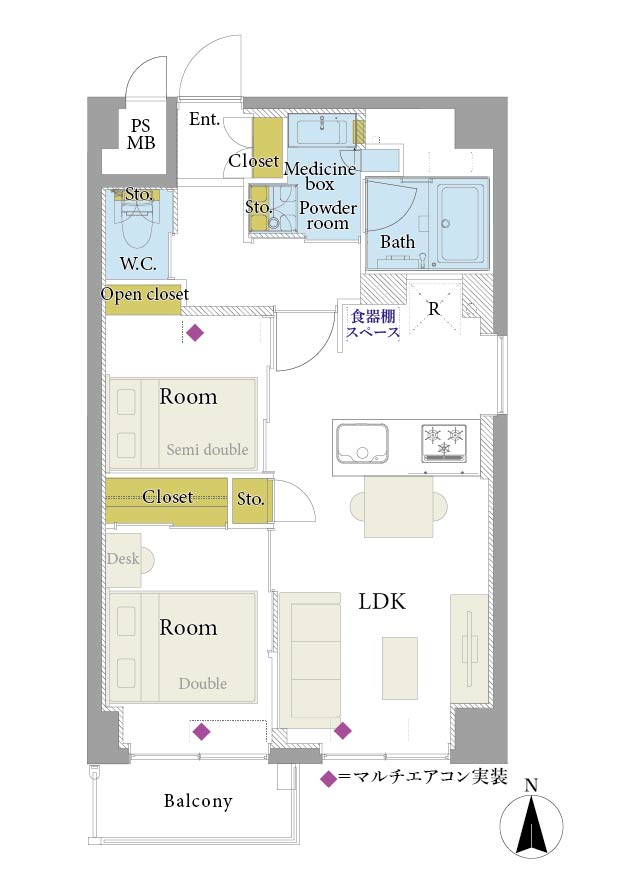 PS
MB
Ent.
Closet
Medicine
box
Sto.
Sto.
Powder
room
Bath
W.C.
Open closet
食器棚
スペース
R
Room
Semi double
Closet
Sto.
Desk
LDK
Room
Double
◆=マルチエアコン実装
Balcony
N